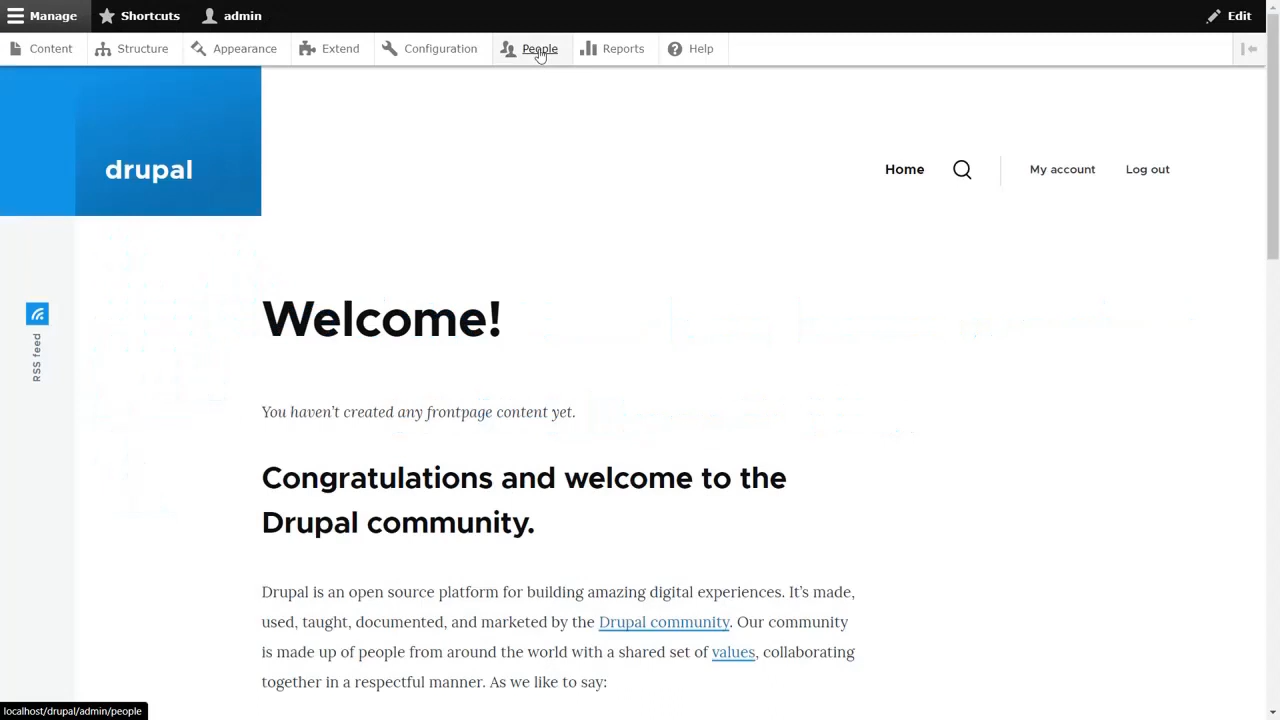 Manage Shortcuts admin Edit
Content Structure Appearance Extend Configuration People Reports Help
drupal
Home My account Log out
RSS feed
Welcome!
You haven’t created any frontpage content yet.
Congratulations and welcome to the
Drupal community.
Drupal is an open source platform for building amazing digital experiences. It’s made,
used, taught, documented, and marketed by the Drupal community. Our community
is made up of people from around the world with a shared set of values, collaborating
together in a respectful manner. As we like to say:
localhost/drupal/admin/people